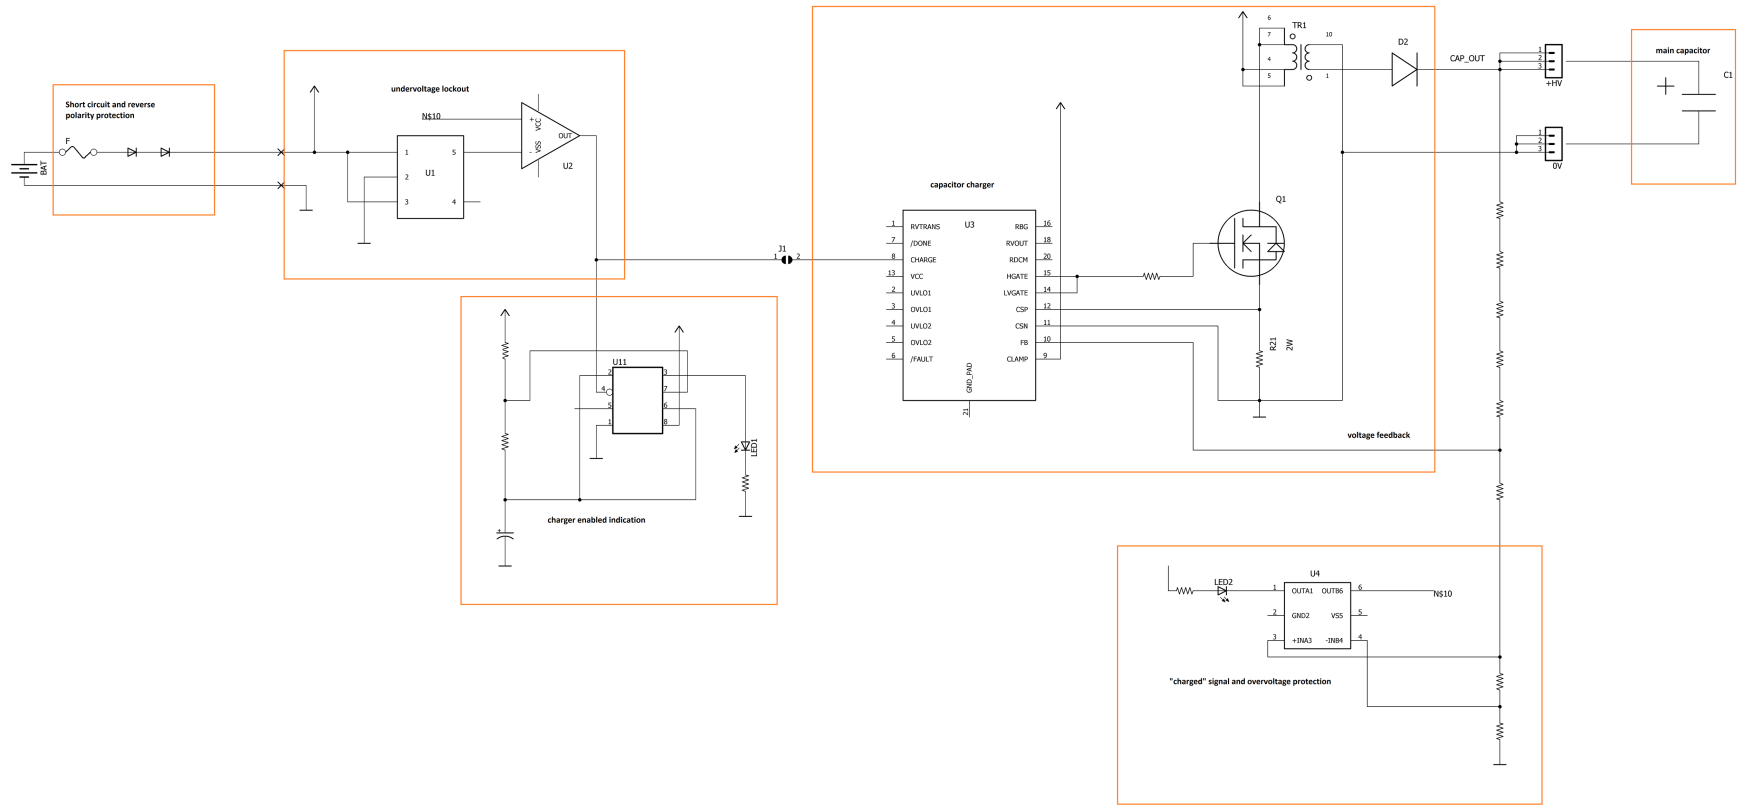 Short circuit and reverse
polarity protection
F
BAT
undervoltage lockout
N$10
1
2
3
5
4
U1
+
-
VCC
VSS
OUT
U2
charger enabled indication
U11
2
4
5
1
3
7
6
8
+
LED1
J1
1
2
capacitor charger
U3
1 RVTRANS
7 /DONE
8 CHARGE
13 VCC
2 UVLO1
3 OVLO1
4 UVLO2
5 OVLO2
6 /FAULT
RBG 16
RVOUT 18
RDCM 20
HGATE 15
LVGATE 14
CSP 12
CSN 11
FB 10
CLAMP 9
GND_PAD
21
Q1
R21
2W
TR1
6
7
4
5
10
1
D2
voltage feedback
CAP_OUT
1
2
3
+HV
1
2
3
0V
main capacitor
C1
+
U4
LED2
1 OUTA1
2 GND2
3 +INA3
OUTB6 6
VS5 5
-INB4 4
N$10
"charged" signal and overvoltage protection